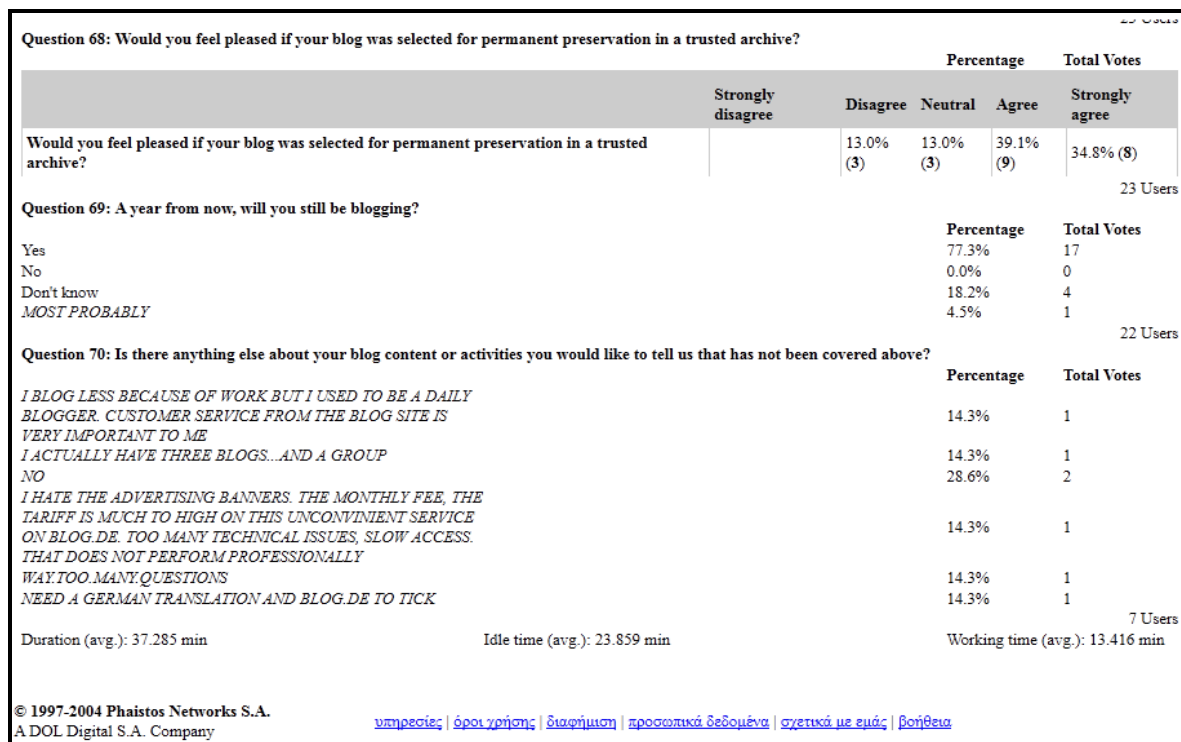 23 Users
Question 68: Would you feel pleased if your blog was selected for permanent preservation in a trusted archive?
Percentage Total Votes
Strongly disagree Disagree Neutral Agree Strongly agree
Would you feel pleased if your blog was selected for permanent preservation in a trusted archive? 13.0% (3) 13.0% (3) 39.1% (9) 34.8% (8)
23 Users
Question 69: A year from now, will you still be blogging?
Percentage Total Votes
Yes 77.3% 17
No 0.0% 0
Don't know 18.2% 4
MOST PROBABLY 4.5% 1
22 Users
Question 70: Is there anything else about your blog content or activities you would like to tell us that has not been covered above?
Percentage Total Votes
I BLOG LESS BECAUSE OF WORK BUT I USED TO BE A DAILY
BLOGGER. CUSTOMER SERVICE FROM THE BLOG SITE IS 14.3% 1
VERY IMPORTANT TO ME
I ACTUALLY HAVE THREE BLOGS...AND A GROUP 14.3% 1
NO 28.6% 2
I HATE THE ADVERTISING BANNERS. THE MONTHLY FEE, THE
TARIFF IS MUCH TO HIGH ON THIS UNCONVINIENT SERVICE
ON BLOG.DE. TOO MANY TECHNICAL ISSUES, SLOW ACCESS. 14.3% 1
THAT DOES NOT PERFORM PROFESSIONALLY
WAY.TOO.MANY.QUESTIONS 14.3% 1
NEED A GERMAN TRANSLATION AND BLOG.DE TO TICK 14.3% 1
7 Users
Duration (avg.): 37.285 min Idle time (avg.): 23.859 min Working time (avg.): 13.416 min
© 1997-2004 Phaistos Networks S.A.
A DOL Digital S.A. Company
υπηρεσίες | όροι χρήσης | διαφήμιση | προσωπικά δεδομένα | σχετικά με εμάς | βοήθεια